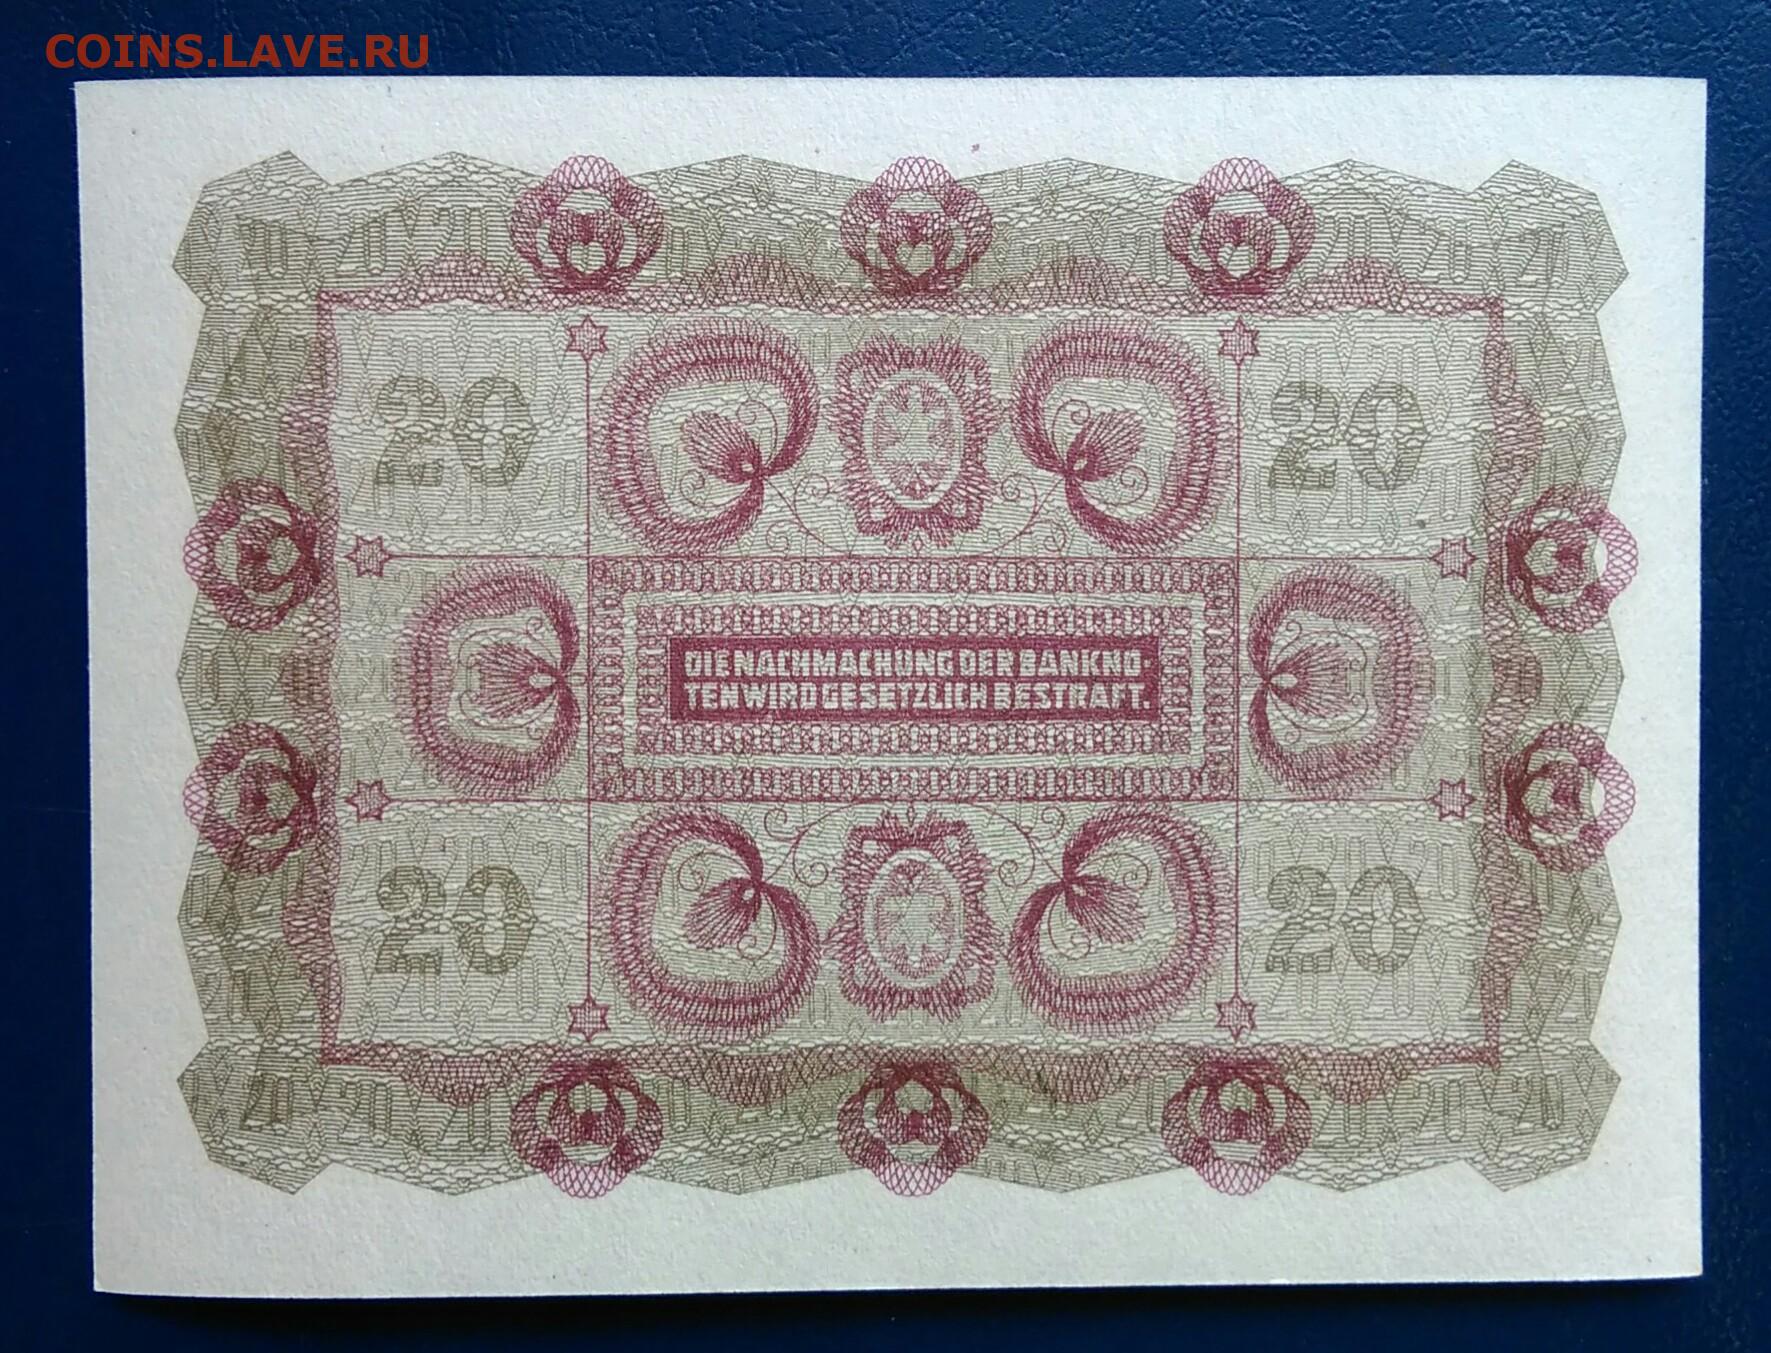 COINS.LAVE.RU
20 20
DIE NACHMACHUNG DER BANKNO-
TEN WIRD GESETZLICH BESTRAFT.
20 20